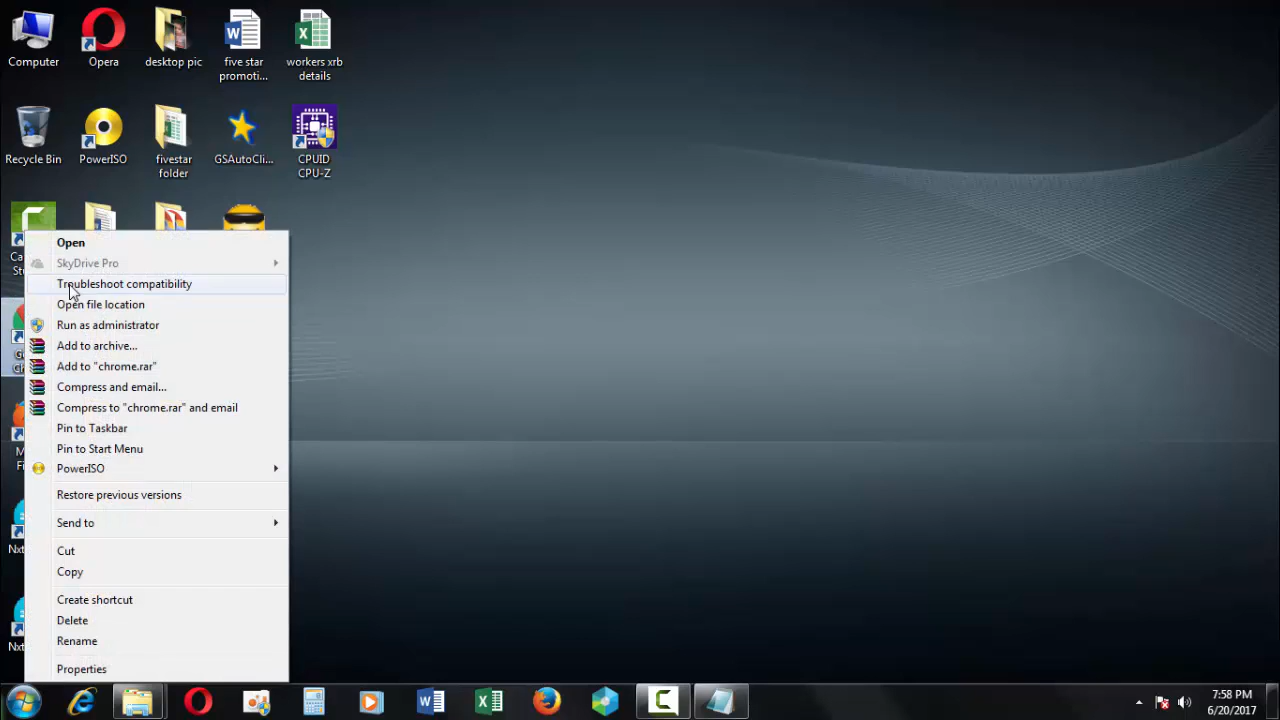 Computer
Opera
desktop pic
five star
promoti...
workers xrb
details
Recycle Bin
PowerISO
fivestar
folder
GSAutoCli...
CPUID
CPU-Z
Open
SkyDrive Pro
Troubleshoot compatibility
Open file location
Run as administrator
Add to archive...
Add to "chrome.rar"
Compress and email...
Compress to "chrome.rar" and email
Pin to Taskbar
Pin to Start Menu
PowerISO
Restore previous versions
Send to
Cut
Copy
Create shortcut
Delete
Rename
Properties
7:58 PM
6/20/2017